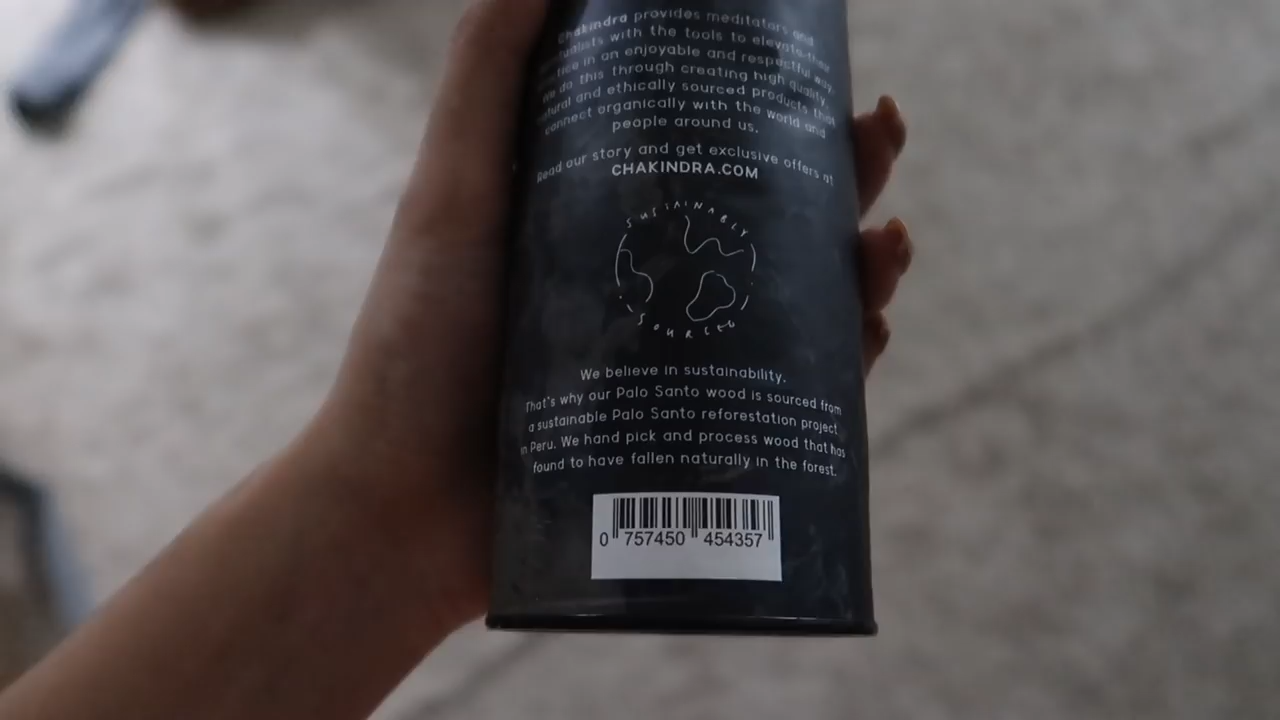 Chakindra provides meditators and
with the tools to elevate their
in an enjoyable and respectful way.
We do this through creating high quality,
natural and ethically sourced products that
connect organically with the world and
people around us.
Read our story and get exclusive offers at
CHAKINDRA.COM
SUSTAINABLY
SOURCED
We believe in sustainability.
That's why our Palo Santo wood is sourced from
a sustainable Palo Santo reforestation project
in Peru. We hand pick and process wood that has
found to have fallen naturally in the forest.
0 757450 454357